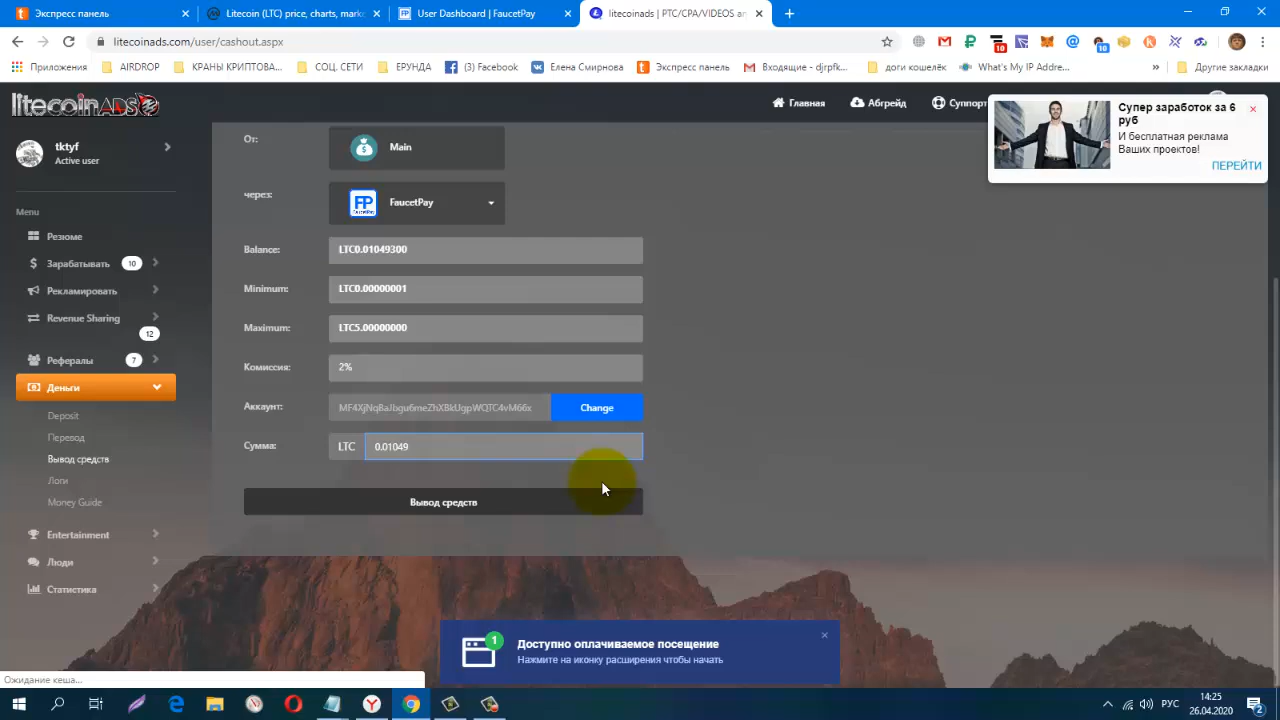 Экспресс панель
Litecoin (LTC) price, charts, mark
User Dashboard | FaucetPay
litecoinads | PTC/CPA/VIDEOS an
litecoinads.com/user/cashout.aspx
10
10
Приложения
AIRDROP
КРАНЫ КРИПТОВА...
СОЦ. СЕТИ
ЕРУНДА
(3) Facebook
Елена Смирнова
Экспресс панель
Входящие - djrpfk...
доги кошелёк
What's My IP Addre...
»
Другие закладки
litecoinADS
Главная
Абгрейд
Суппорт
Супер заработок за 6
руб
И бесплатная реклама
Ваших проектов!
ПЕРЕЙТИ
tktyf
Active user
Menu
Резюме
Зарабатывать 10
Рекламировать
Revenue Sharing
12
Рефералы 7
Деньги
Deposit
Перевод
Вывод средств
Логи
Money Guide
Entertainment
Люди
Статистика
От: Main
через: FP FaucetPay
Balance: LTC0.01049300
Minimum: LTC0.00000001
Maximum: LTC5.00000000
Комиссия: 2%
Аккаунт: Change
Сумма: LTC 0.01049
Вывод средств
1
Доступно оплачиваемое посещение
Нажмите на иконку расширения чтобы начать
Ожидание кеша...
РУС
14:25
26.04.2020
2